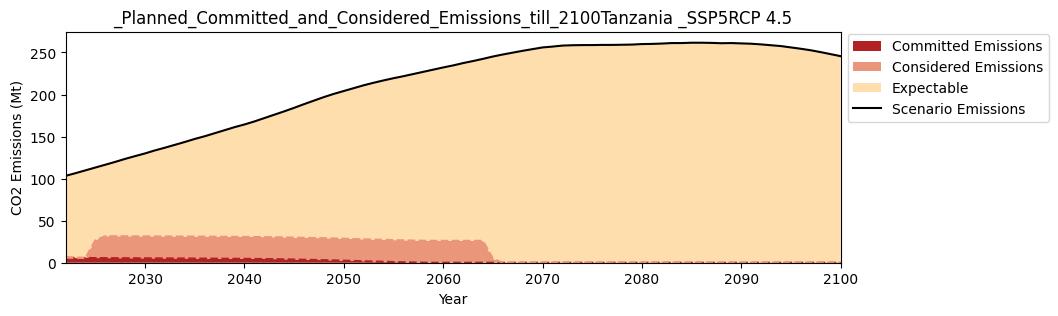 _Planned_Committed_and_Considered_Emissions_till_2100Tanzania _SSP5RCP 4.5
CO2 Emissions (Mt)
250
200
150
100
50
0
2030 2040 2050 2060 2070 2080 2090 2100
Year
Committed Emissions
Considered Emissions
Expectable
Scenario Emissions